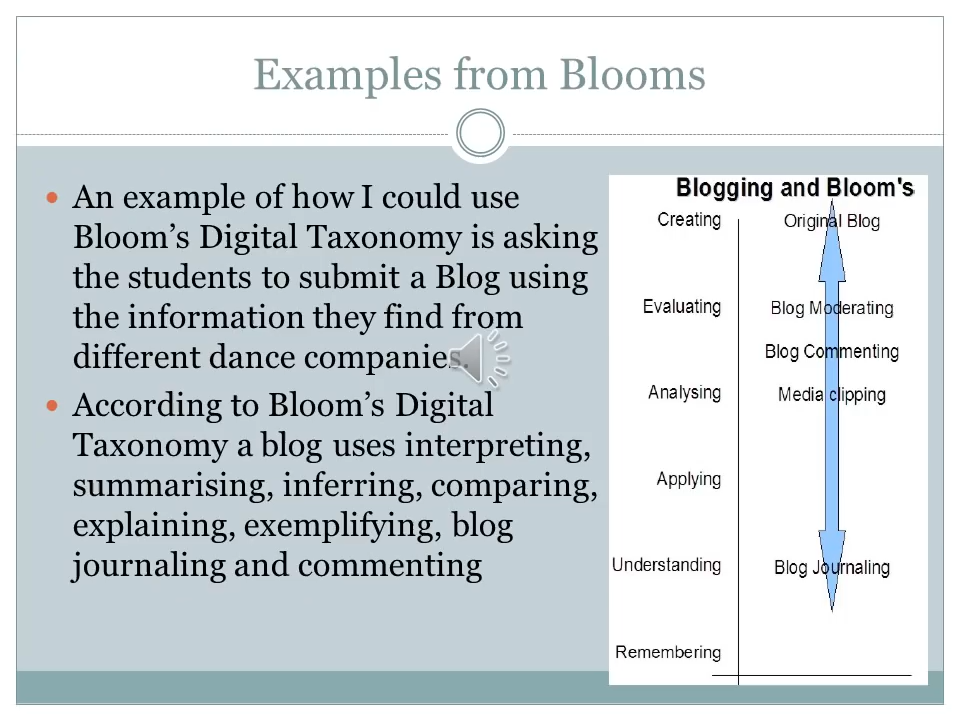 Examples from Blooms
An example of how I could use
Bloom's Digital Taxonomy is asking
the students to submit a Blog using
the information they find from
different dance companies.
According to Bloom's Digital
Taxonomy a blog uses interpreting,
summarising, inferring, comparing,
explaining, exemplifying, blog
journaling and commenting
Blogging and Bloom's
Creating Original Blog
Evaluating Blog Moderating
Blog Commenting
Analysing Media clipping
Applying
Understanding Blog Journaling
Remembering